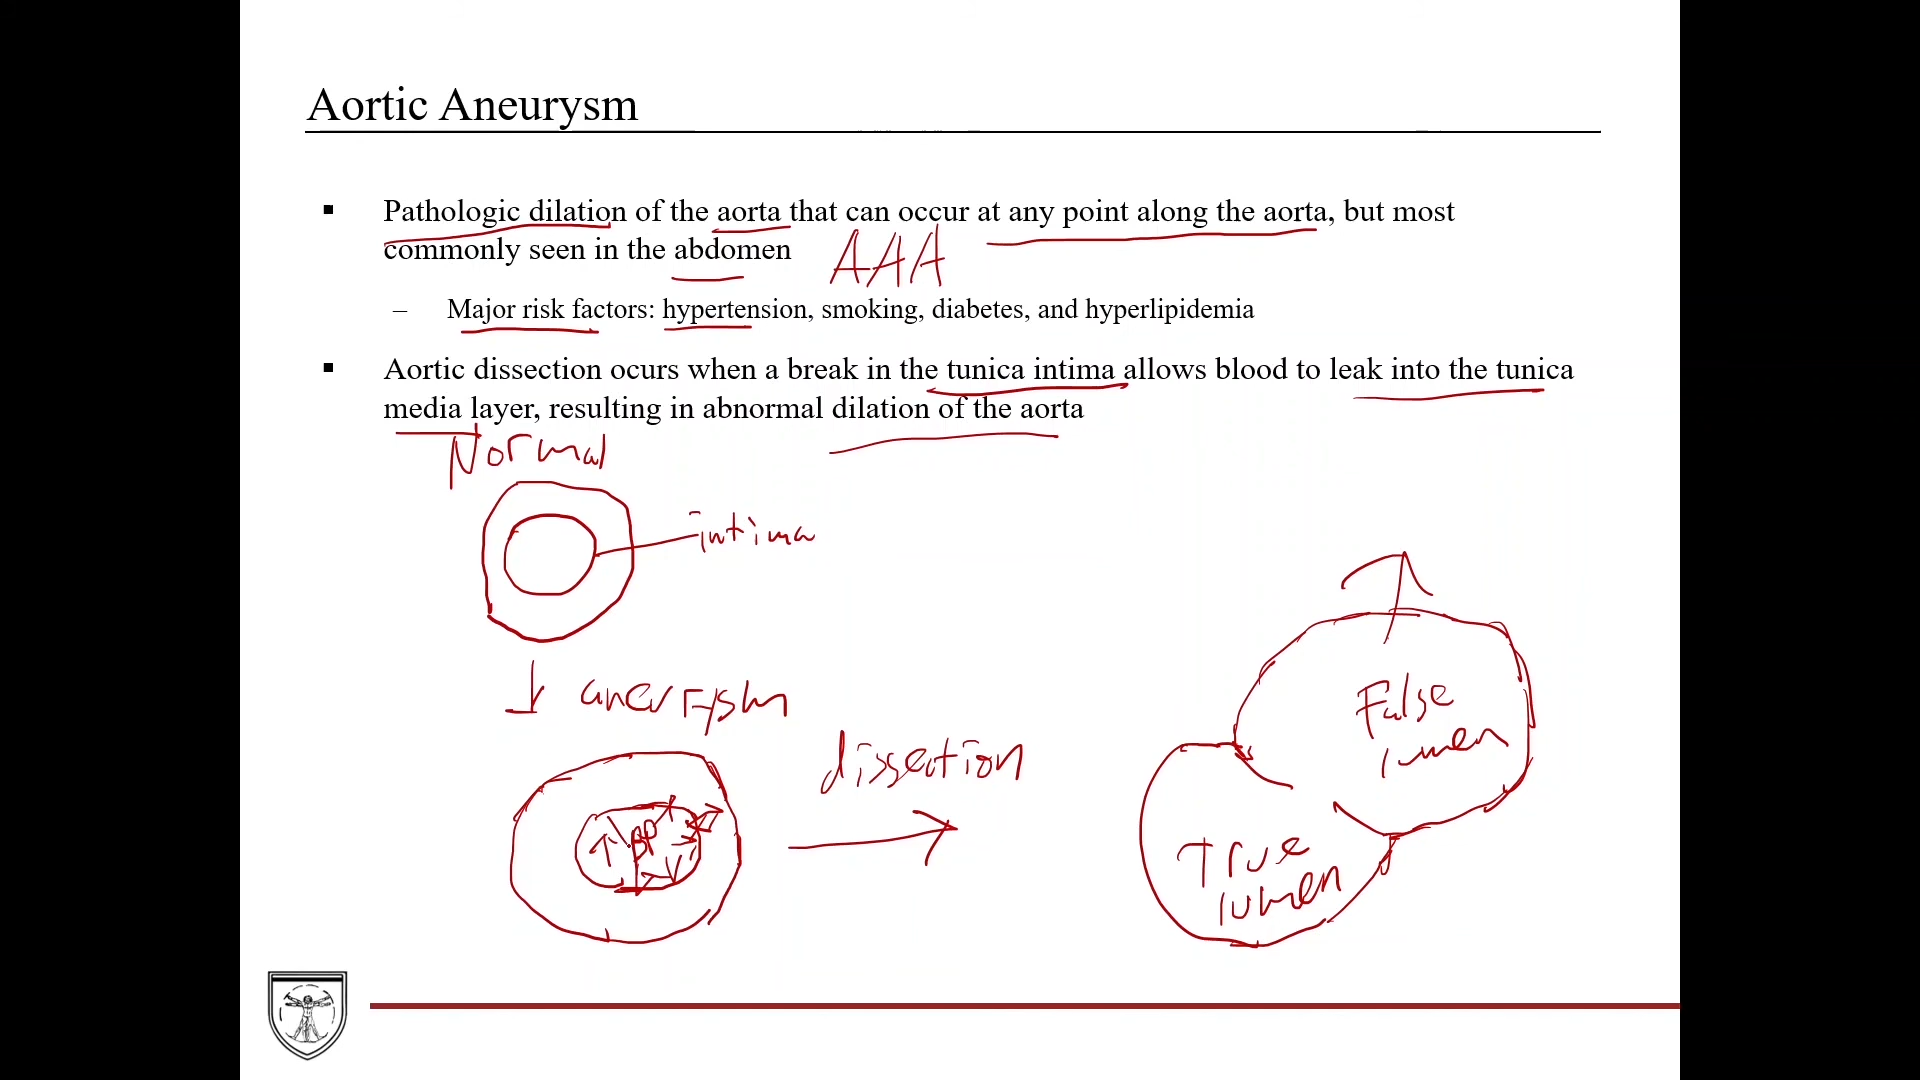 Aortic Aneurysm
Pathologic dilation of the aorta that can occur at any point along the aorta, but most
commonly seen in the abdomen AAA
– Major risk factors: hypertension, smoking, diabetes, and hyperlipidemia
Aortic dissection ocurs when a break in the tunica intima allows blood to leak into the tunica
media layer, resulting in abnormal dilation of the aorta
Normal
intima
anerysm
dissection
↑BP
False
lumen
True
lumen